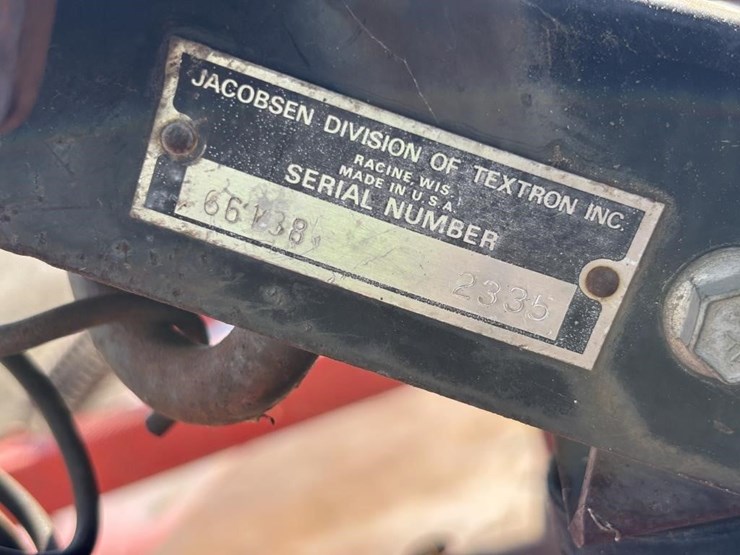 JACOBSEN DIVISION OF TEXTRON INC.
RACINE, WIS.
MADE IN U.S.A.
SERIAL NUMBER
66138 2335